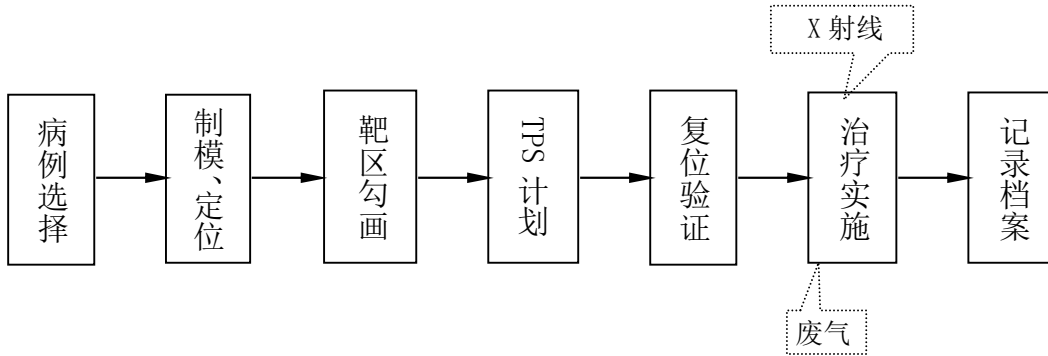 X 射线
病例选择
制模、定位
靶区勾画
TPS 计划
复位验证
治疗实施
记录档案
废气